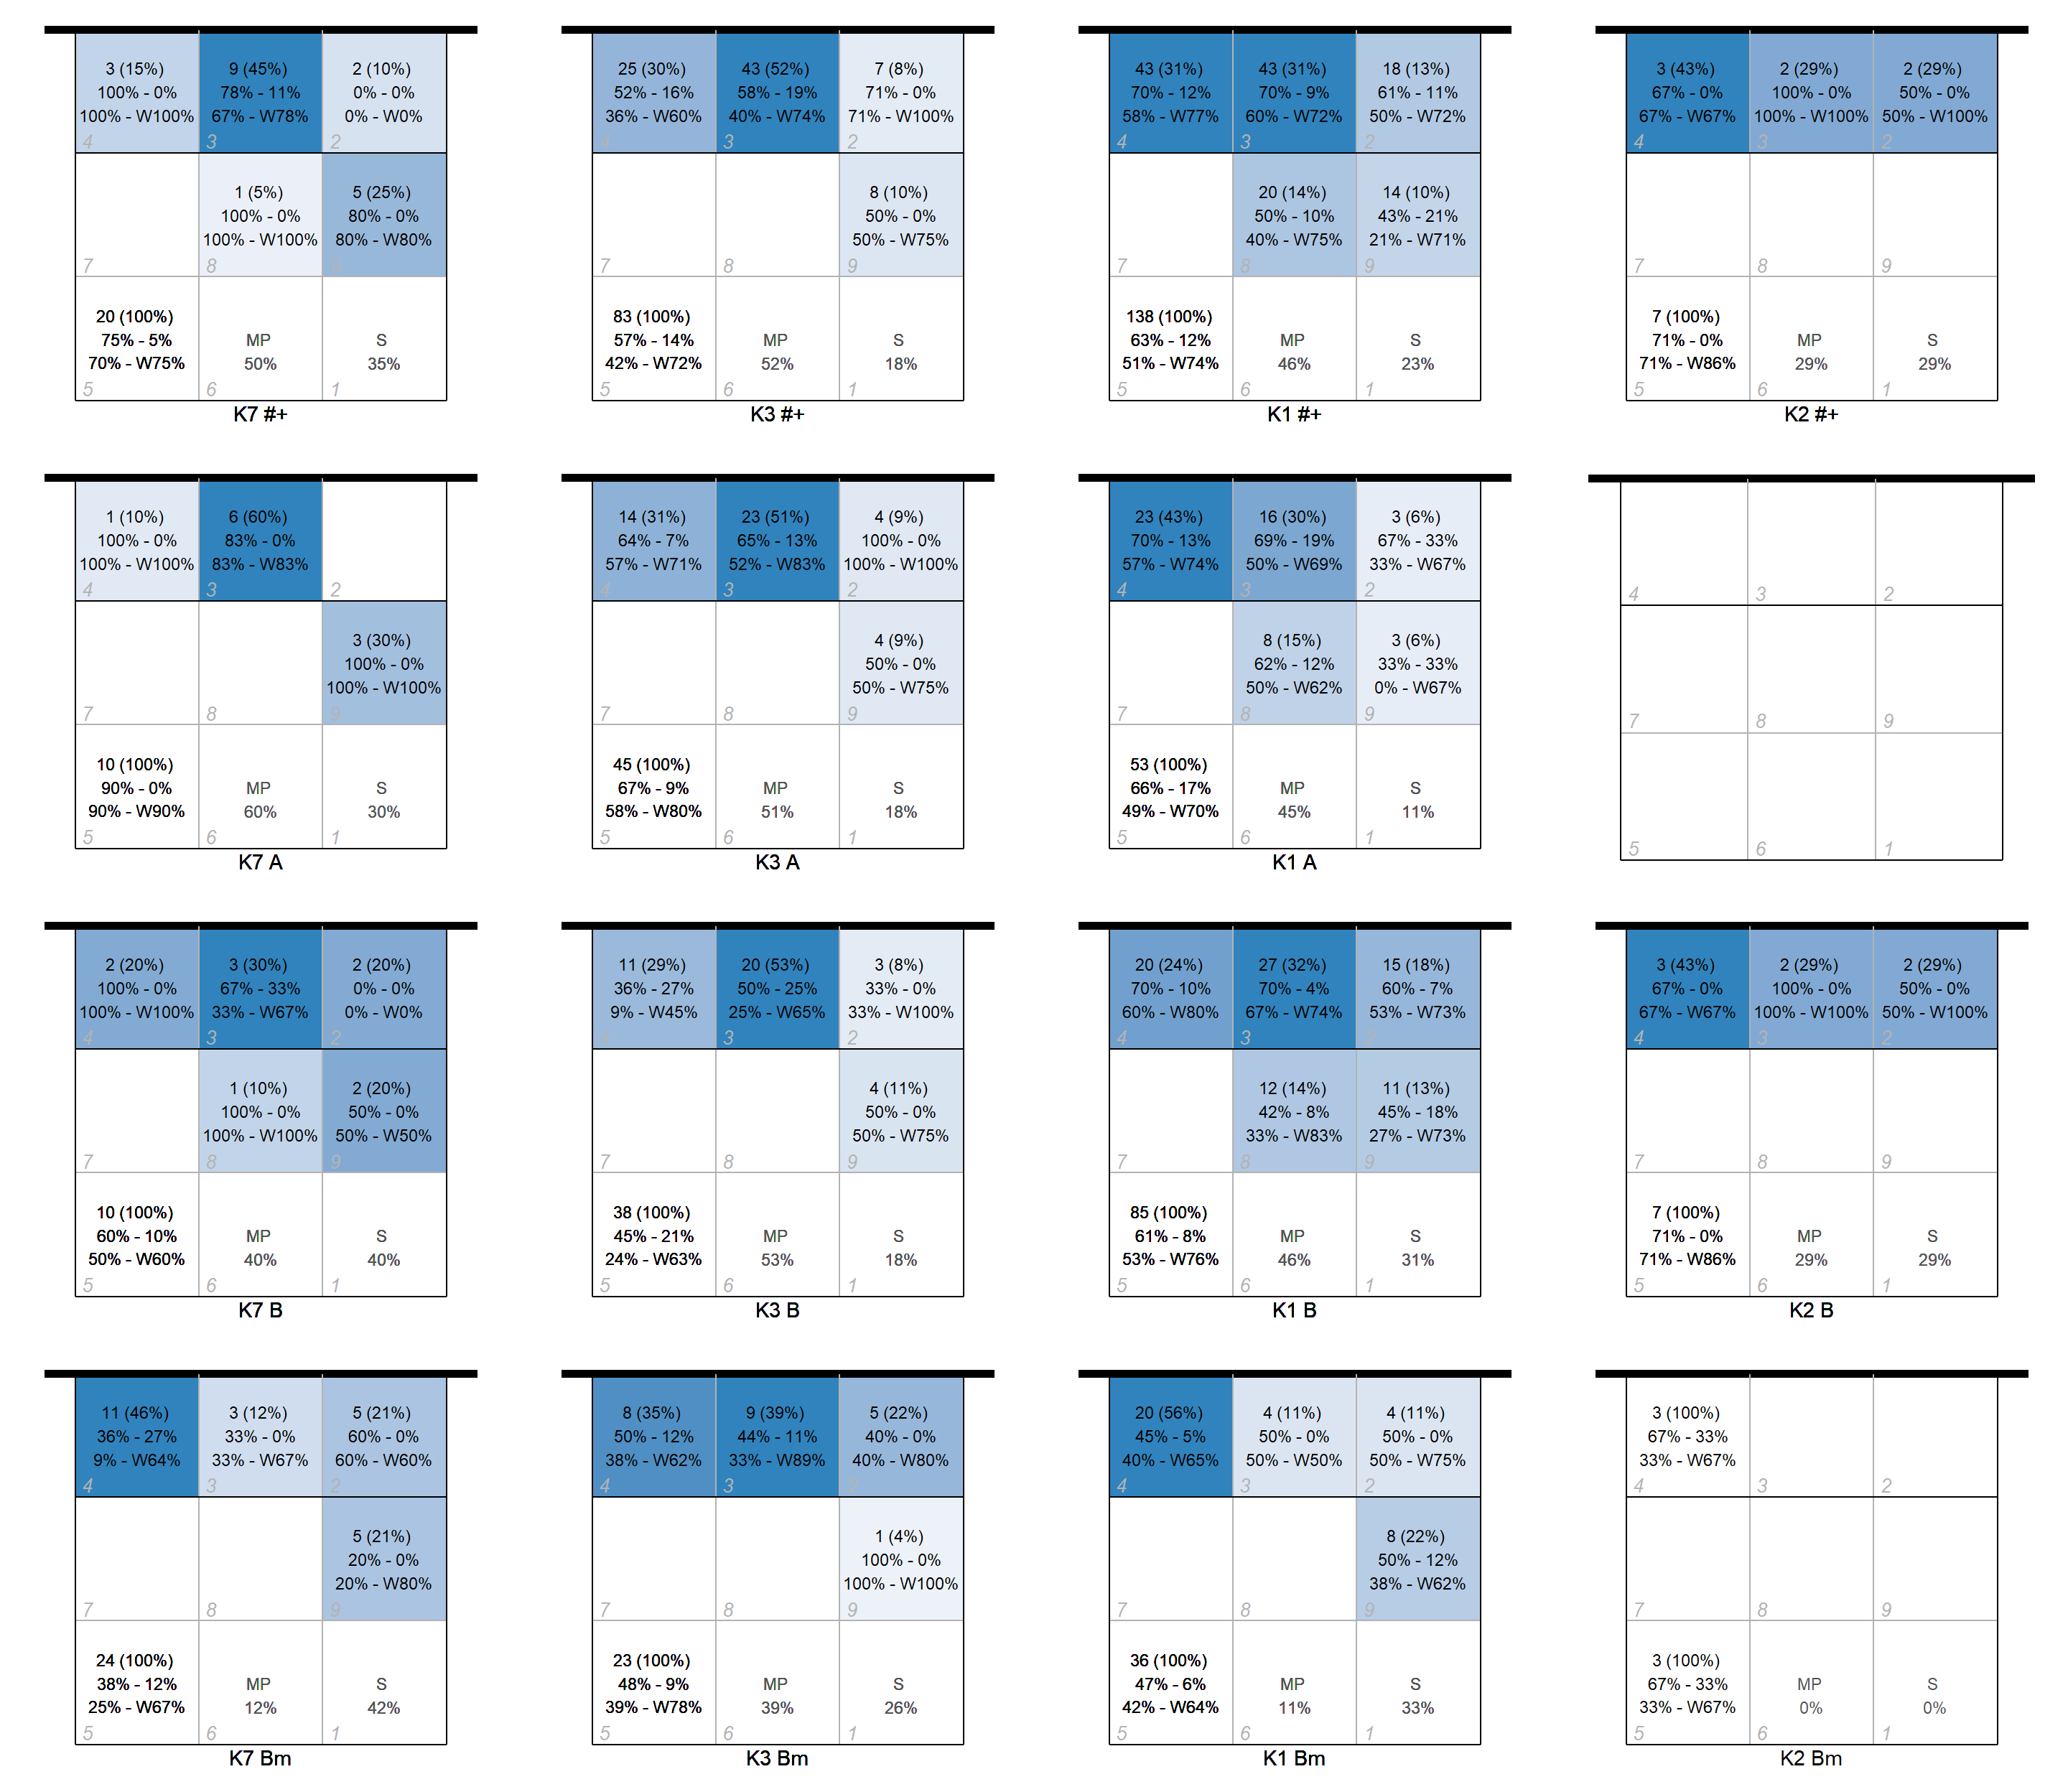 3 (15%)
100% - 0%
100% - W100%
4
9 (45%)
78% - 11%
67% - W78%
3
2 (10%)
0% - 0%
0% - W0%
2
7
1 (5%)
100% - 0%
100% - W100%
8
5 (25%)
80% - 0%
80% - W80%
20 (100%)
75% - 5%
70% - W75%
5
MP
50%
6
S
35%
1
K7 #+
25 (30%)
52% - 16%
36% - W60%
4
43 (52%)
58% - 19%
40% - W74%
3
7 (8%)
71% - 0%
71% - W100%
2
7
8
8 (10%)
50% - 0%
50% - W75%
9
83 (100%)
57% - 14%
42% - W72%
5
MP
52%
6
S
18%
1
K3 #+
43 (31%)
70% - 12%
58% - W77%
4
43 (31%)
70% - 9%
60% - W72%
3
18 (13%)
61% - 11%
50% - W72%
2
7
20 (14%)
50% - 10%
40% - W75%
8
14 (10%)
43% - 21%
21% - W71%
9
138 (100%)
63% - 12%
51% - W74%
5
MP
46%
6
S
23%
1
K1 #+
3 (43%)
67% - 0%
67% - W67%
4
2 (29%)
100% - 0%
100% - W100%
3
2 (29%)
50% - 0%
50% - W100%
2
7
8
9
7 (100%)
71% - 0%
71% - W86%
5
MP
29%
6
S
29%
1
K2 #+
1 (10%)
100% - 0%
100% - W100%
4
6 (60%)
83% - 0%
83% - W83%
3
2
7
8
3 (30%)
100% - 0%
100% - W100%
9
10 (100%)
90% - 0%
90% - W90%
5
MP
60%
6
S
30%
1
K7 A
14 (31%)
64% - 7%
57% - W71%
4
23 (51%)
65% - 13%
52% - W83%
3
4 (9%)
100% - 0%
100% - W100%
2
7
8
4 (9%)
50% - 0%
50% - W75%
9
45 (100%)
67% - 9%
58% - W80%
5
MP
51%
6
S
18%
1
K3 A
23 (43%)
70% - 13%
57% - W74%
4
16 (30%)
69% - 19%
50% - W69%
3
3 (6%)
67% - 33%
33% - W67%
2
7
8 (15%)
62% - 12%
50% - W62%
8
3 (6%)
33% - 33%
0% - W67%
9
53 (100%)
66% - 17%
49% - W70%
5
MP
45%
6
S
11%
1
K1 A
4
3
2
7
8
9
5
6
1
2 (20%)
100% - 0%
100% - W100%
4
3 (30%)
67% - 33%
33% - W67%
3
2 (20%)
0% - 0%
0% - W0%
2
7
1 (10%)
100% - 0%
100% - W100%
8
2 (20%)
50% - 0%
50% - W50%
9
10 (100%)
60% - 10%
50% - W60%
5
MP
40%
6
S
40%
1
K7 B
11 (29%)
36% - 27%
9% - W45%
4
20 (53%)
50% - 25%
25% - W65%
3
3 (8%)
33% - 0%
33% - W100%
2
7
8
4 (11%)
50% - 0%
50% - W75%
9
38 (100%)
45% - 21%
24% - W63%
5
MP
53%
6
S
18%
1
K3 B
20 (24%)
70% - 10%
60% - W80%
4
27 (32%)
70% - 4%
67% - W74%
3
15 (18%)
60% - 7%
53% - W73%
7
12 (14%)
42% - 8%
33% - W83%
8
11 (13%)
45% - 18%
27% - W73%
9
85 (100%)
61% - 8%
53% - W76%
5
MP
46%
6
S
31%
1
K1 B
3 (43%)
67% - 0%
67% - W67%
4
2 (29%)
100% - 0%
100% - W100%
3
2 (29%)
50% - 0%
50% - W100%
2
7
8
9
7 (100%)
71% - 0%
71% - W86%
5
MP
29%
6
S
29%
1
K2 B
11 (46%)
36% - 27%
9% - W64%
4
3 (12%)
33% - 0%
33% - W67%
3
5 (21%)
60% - 0%
60% - W60%
2
7
8
5 (21%)
20% - 0%
20% - W80%
9
24 (100%)
38% - 12%
25% - W67%
5
MP
12%
6
S
42%
1
K7 Bm
8 (35%)
50% - 12%
38% - W62%
4
9 (39%)
44% - 11%
33% - W89%
3
5 (22%)
40% - 0%
40% - W80%
7
8
1 (4%)
100% - 0%
100% - W100%
9
23 (100%)
48% - 9%
39% - W78%
5
MP
39%
6
S
26%
1
K3 Bm
20 (56%)
45% - 5%
40% - W65%
4
4 (11%)
50% - 0%
50% - W50%
3
4 (11%)
50% - 0%
50% - W75%
2
7
8
8 (22%)
50% - 12%
38% - W62%
9
36 (100%)
47% - 6%
42% - W64%
5
MP
11%
6
S
33%
1
K1 Bm
3 (100%)
67% - 33%
33% - W67%
4
3
2
7
8
9
3 (100%)
67% - 33%
33% - W67%
5
MP
0%
6
S
0%
1
K2 Bm